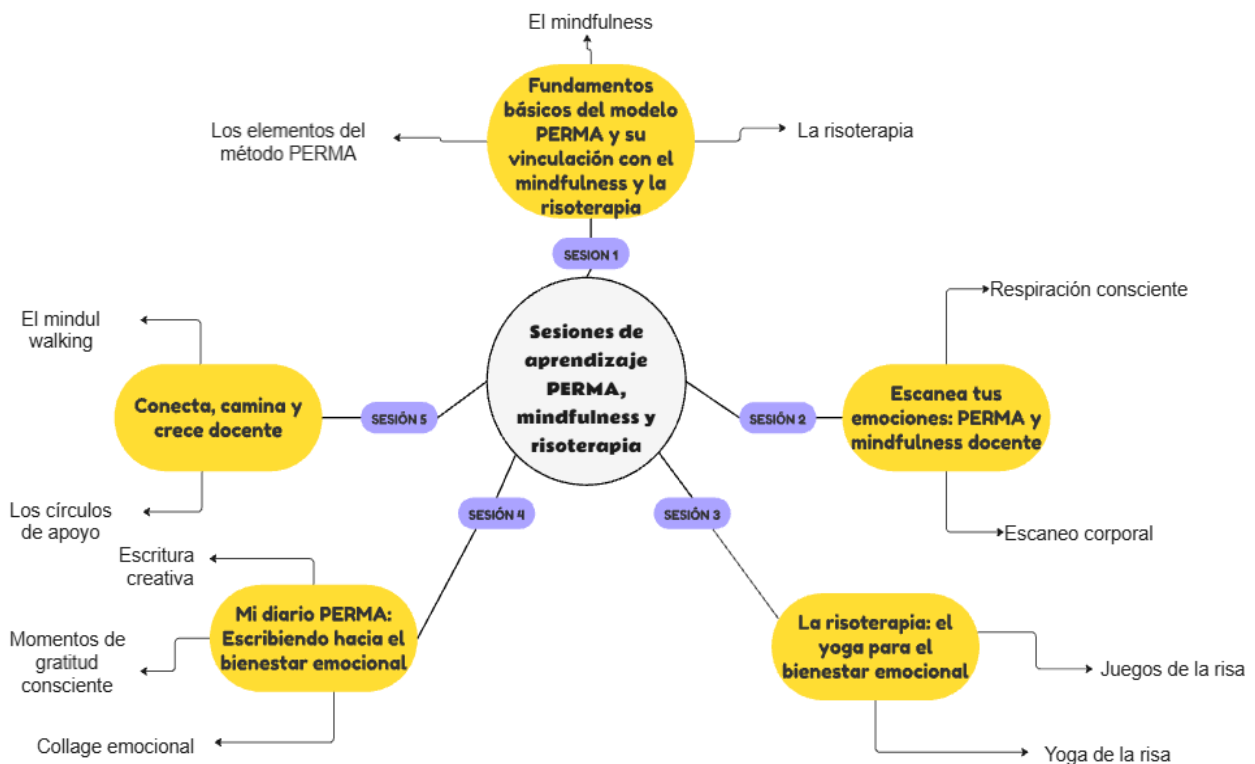 El mindfulness
Fundamentos
básicos del modelo
PERMA y su
vinculación con el
mindfulness y la
risoterapia
Los elementos del
método PERMA
La risoterapia
SESION 1
Sesiones de
aprendizaje
PERMA,
mindfulness y
risoterapia
Respiración consciente
SESIÓN 2
Escanea tus
emociones: PERMA y
mindfulness docente
Escaneo corporal
SESIÓN 3
La risoterapia: el
yoga para el
bienestar emocional
Juegos de la risa
Yoga de la risa
SESIÓN 4
Escritura
creativa
Mi diario PERMA:
Escribiendo hacia el
bienestar emocional
Momentos de
gratitud
consciente
Collage emocional
SESIÓN 5
El mindul
walking
Conecta, camina y
crece docente
Los círculos
de apoyo